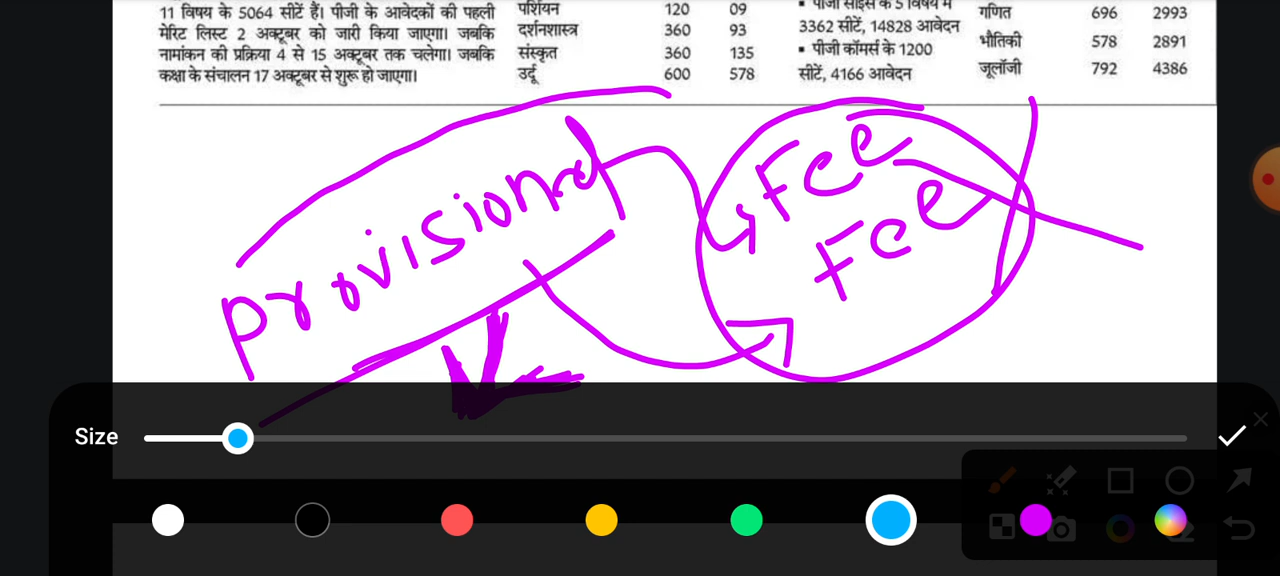 11 विषय के 5064 सीटें हैं। पीजी के आवेदकों की पहली
मेरिट लिस्ट 2 अक्टूबर को जारी किया जाएगा। जबकि
नामांकन की प्रक्रिया 4 से 15 अक्टूबर तक चलेगा। जबकि
कक्षा के संचालन 17 अक्टूबर से शुरू हो जाएगा।
पर्शियन 120 09
दर्शनशास्त्र 360 93
संस्कृत 360 135
उर्दू 600 578
▪ पीजी साइंस के 5 विषय में
3362 सीटें, 14828 आवेदन
▪ पीजी कॉमर्स के 1200
सीटें, 4166 आवेदन
गणित 696 2993
भौतिकी 578 2891
जूलॉजी 792 4386
provisional
Fee
Fee
Size